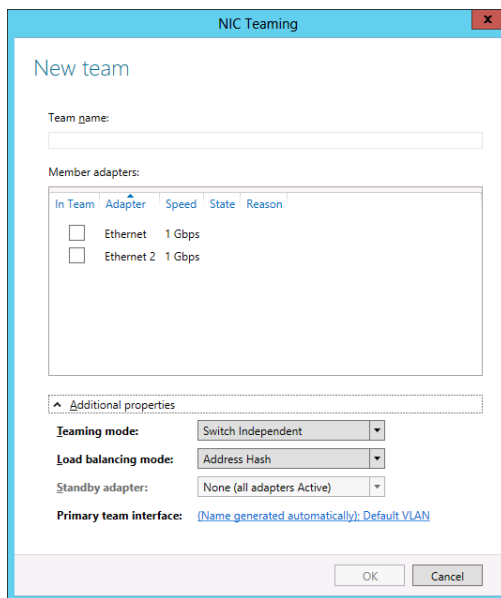 NIC Teaming
x
New team
Team name:
Member adapters:
In Team Adapter Speed State Reason
Ethernet 1 Gbps
Ethernet 2 1 Gbps
Additional properties
Teaming mode: Switch Independent
Load balancing mode: Address Hash
Standby adapter: None (all adapters Active)
Primary team interface: (Name generated automatically); Default VLAN
OK Cancel